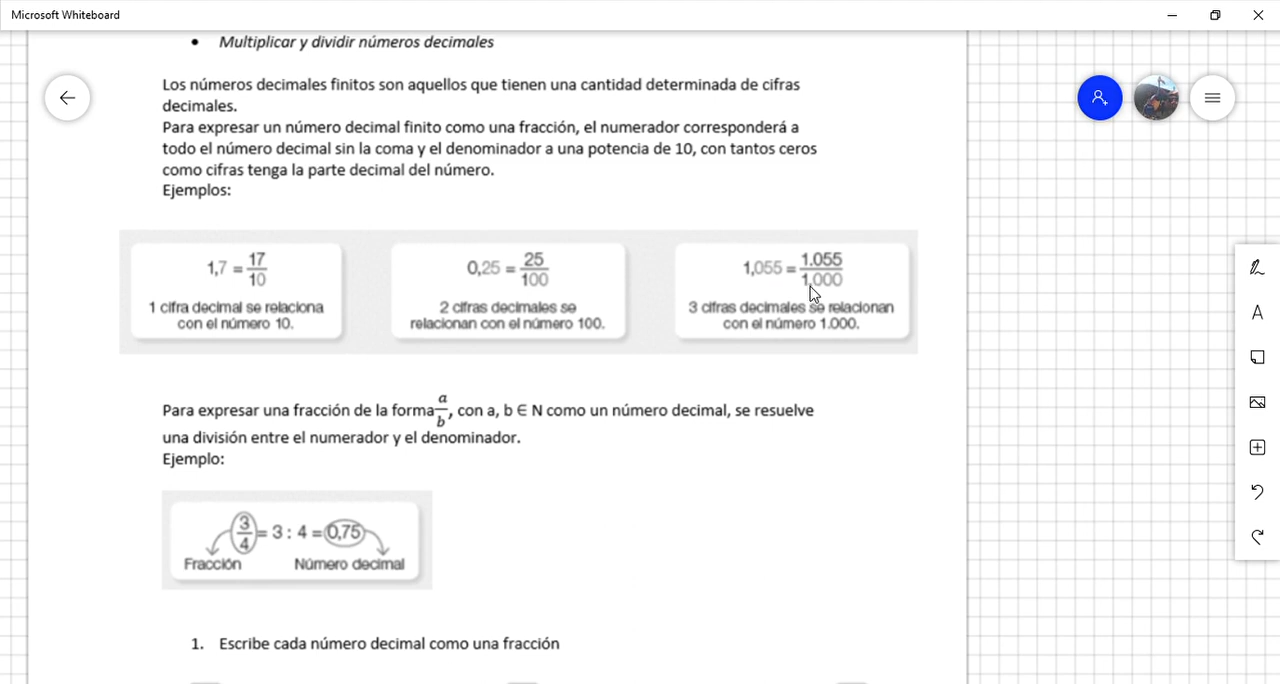 Microsoft Whiteboard
• Multiplicar y dividir números decimales
Los números decimales finitos son aquellos que tienen una cantidad determinada de cifras
decimales.
Para expresar un número decimal finito como una fracción, el numerador corresponderá a
todo el número decimal sin la coma y el denominador a una potencia de 10, con tantos ceros
como cifras tenga la parte decimal del número.
Ejemplos:
1,7 = 17/10
1 cifra decimal se relaciona
con el número 10.
0,25 = 25/100
2 cifras decimales se
relacionan con el número 100.
1,055 = 1.055/1.000
3 cifras decimales se relacionan
con el número 1.000.
Para expresar una fracción de la forma a/b, con a, b ∈ N como un número decimal, se resuelve
una división entre el numerador y el denominador.
Ejemplo:
3/4 = 3 : 4 = 0,75
Fracción Número decimal
1. Escribe cada número decimal como una fracción